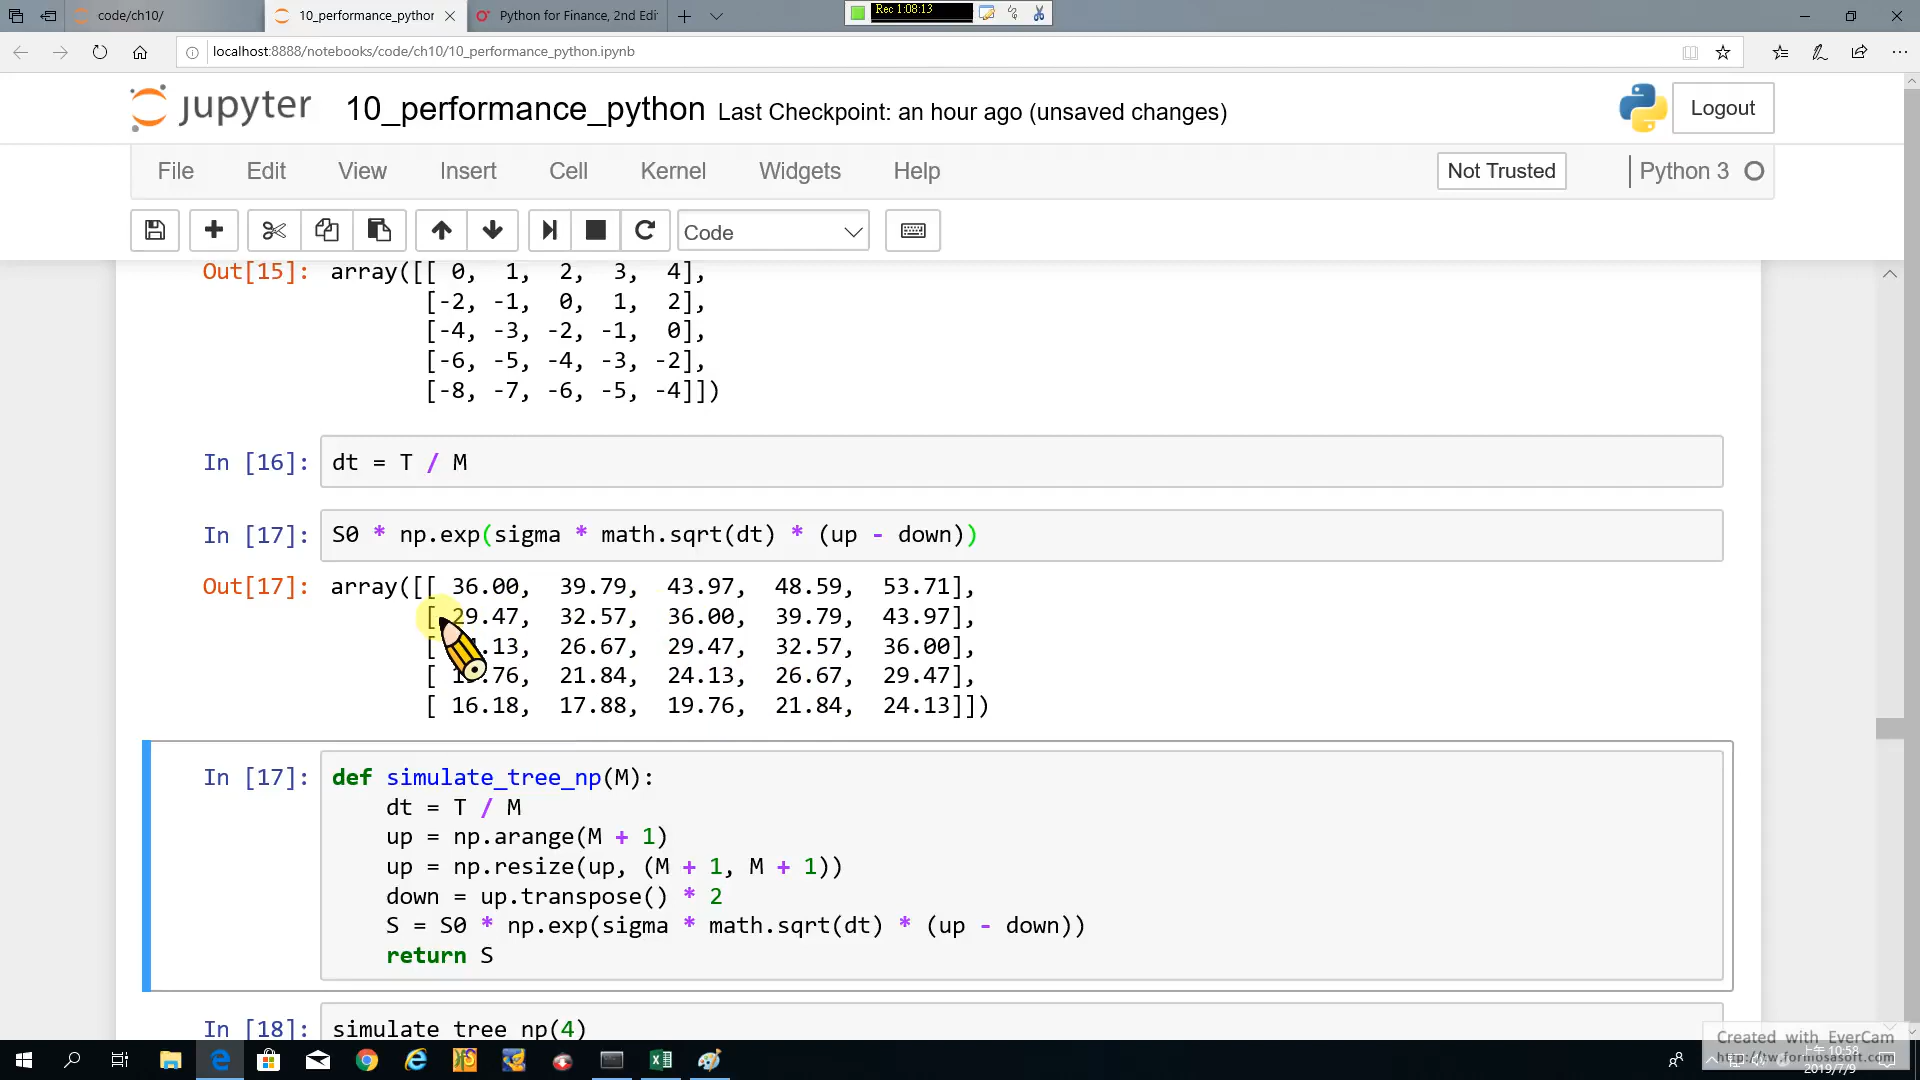 code/ch10/
10_performance_python
Python for Finance, 2nd Edi
Rec 1:08:13
localhost:8888/notebooks/code/ch10/10_performance_python.ipynb
jupyter
10_performance_python
Last Checkpoint: an hour ago (unsaved changes)
Logout
File Edit View Insert Cell Kernel Widgets Help
Not Trusted
Python 3
Code
Out[15]: array([[ 0, 1, 2, 3, 4],
[-2, -1, 0, 1, 2],
[-4, -3, -2, -1, 0],
[-6, -5, -4, -3, -2],
[-8, -7, -6, -5, -4]])
In [16]: dt = T / M
In [17]: S0 * np.exp(sigma * math.sqrt(dt) * (up - down))
Out[17]: array([[ 36.00, 39.79, 43.97, 48.59, 53.71],
[ 29.47, 32.57, 36.00, 39.79, 43.97],
[ .13, 26.67, 29.47, 32.57, 36.00],
[ 1 .76, 21.84, 24.13, 26.67, 29.47],
[ 16.18, 17.88, 19.76, 21.84, 24.13]])
In [17]: def simulate_tree_np(M):
dt = T / M
up = np.arange(M + 1)
up = np.resize(up, (M + 1, M + 1))
down = up.transpose() * 2
S = S0 * np.exp(sigma * math.sqrt(dt) * (up - down))
return S
In [18]: simulate_tree_np(4)
Created with EverCam
http://tw.formosasoft.com
上午 10:58
2019/7/9